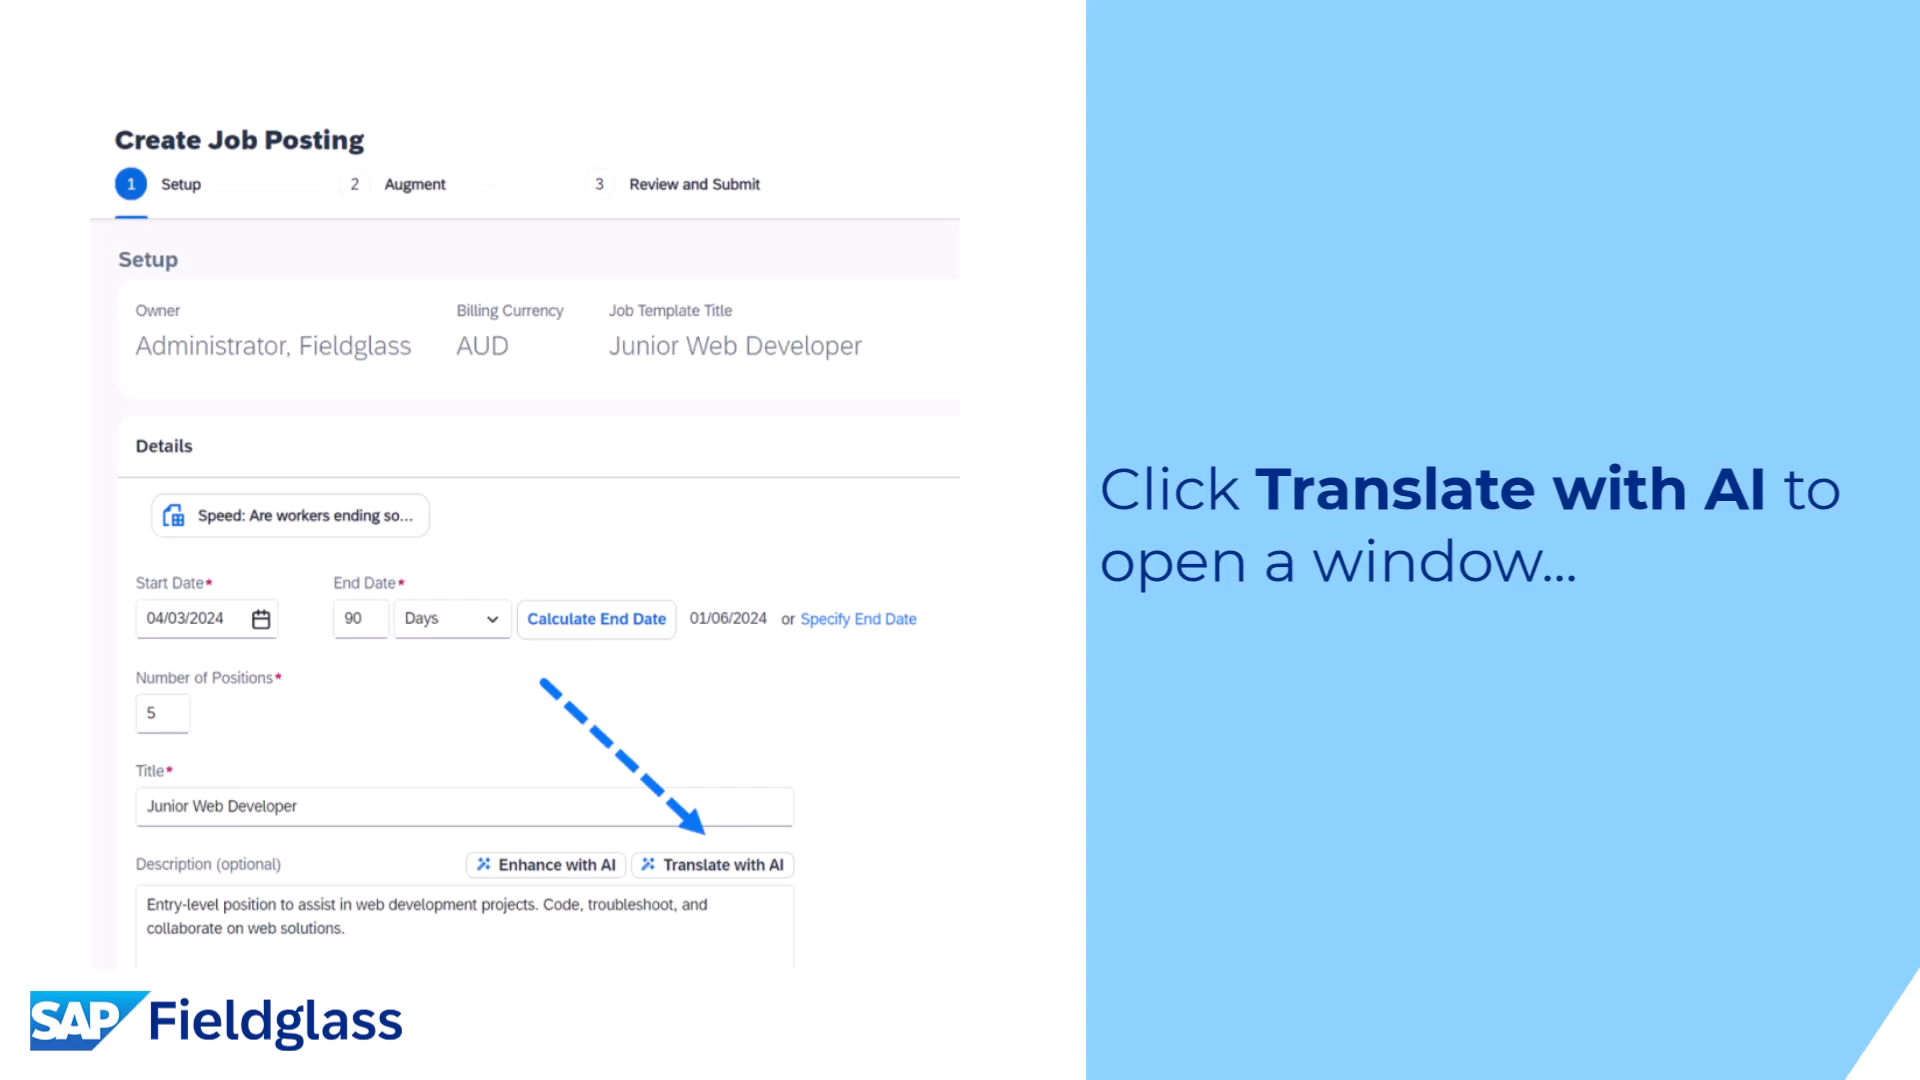 Create Job Posting
1 Setup 2 Augment 3 Review and Submit
Setup
Owner Billing Currency Job Template Title
Administrator, Fieldglass AUD Junior Web Developer
Details
Speed: Are workers ending so...
Start Date* End Date*
04/03/2024 90 Days Calculate End Date 01/06/2024 or Specify End Date
Number of Positions*
5
Title*
Junior Web Developer
Description (optional) Enhance with AI Translate with AI
Entry-level position to assist in web development projects. Code, troubleshoot, and
collaborate on web solutions.
SAP Fieldglass
Click Translate with AI to
open a window...